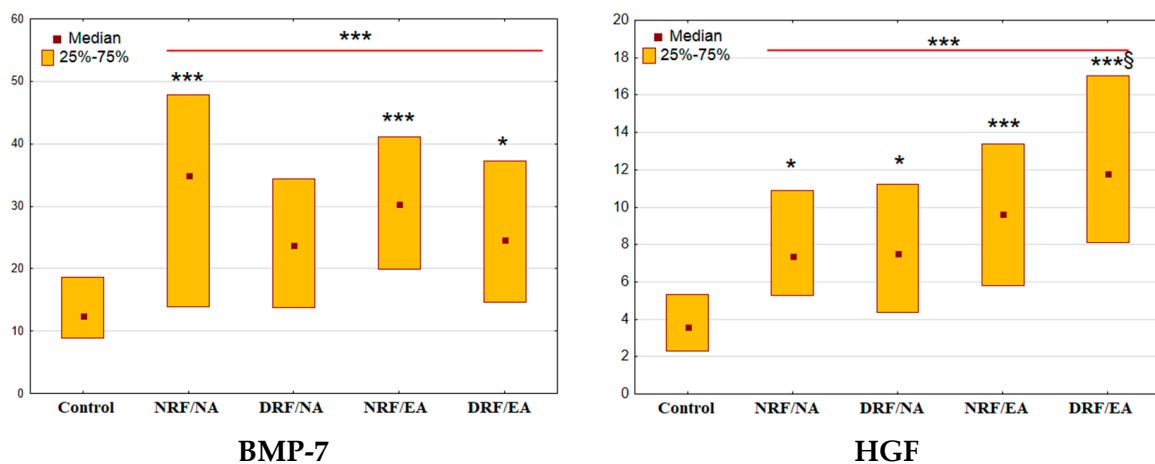 60
50
40
30
20
10
0
Median
25%-75%
***
***
***
*
Control
NRF/NA
DRF/NA
NRF/EA
DRF/EA
BMP-7
20
18
16
14
12
10
8
6
4
2
0
Median
25%-75%
***
*
*
***
***§
Control
NRF/NA
DRF/NA
NRF/EA
DRF/EA
HGF